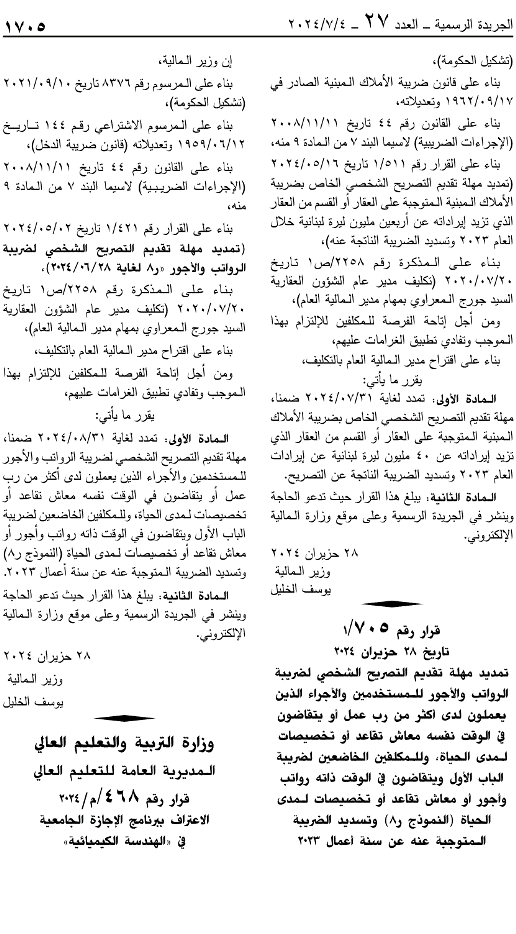 الجريدة الرسمية ــ العدد ٢٧ ــ ٢٠٢٤/٧/٤
١٧٠٥
(تشكيل الحكومة)،
بناء على قانون ضريبة الأملاك المبنية الصادر في
١٩٦٢/٠٩/١٧ وتعديلاته،
بناء على القانون رقم ٤٤ تاريخ ٢٠٠٨/١١/١١
(الإجراءات الضريبية) لاسيما البند ٧ من المادة ٩ منه،
بناء على القرار رقم ١/٥١١ تاريخ ٢٠٢٤/٠٥/١٦
(تمديد مهلة تقديم التصريح الشخصي الخاص بضريبة
الأملاك المبنية المتوجبة على العقار أو القسم من العقار
الذي تزيد إيراداته عن أربعين مليون ليرة لبنانية خلال
العام ٢٠٢٣ وتسديد الضريبة الناتجة عنه)،
بناء على المذكرة رقم ٢٢٥٨/ص١ تاريخ
٢٠٢٠/٠٧/٢٠ (تكليف مدير عام الشؤون العقارية
السيد جورج المعراوي بمهام مدير المالية العام)،
ومن أجل إتاحة الفرصة للمكلفين للإلتزام بهذا
الموجب وتفادي تطبيق الغرامات عليهم،
بناء على اقتراح مدير المالية العام بالتكليف،
يقرر ما يأتي:
المادة الأولى: تمدد لغاية ٢٠٢٤/٠٧/٣١ ضمنا،
مهلة تقديم التصريح الشخصي الخاص بضريبة الأملاك
المبنية المتوجبة على العقار أو القسم من العقار الذي
تزيد إيراداته عن ٤٠ مليون ليرة لبنانية عن إيرادات
العام ٢٠٢٣ وتسديد الضريبة الناتجة عن التصريح.
المادة الثانية: يبلغ هذا القرار حيث تدعو الحاجة
وينشر في الجريدة الرسمية وعلى موقع وزارة المالية
الإلكتروني.
٢٨ حزيران ٢٠٢٤
وزير المالية
يوسف الخليل
قرار رقم ١/٧٠٥
تاريخ ٢٨ حزيران ٢٠٢٤
تمديد مهلة تقديم التصريح الشخصي لضريبة
الرواتب والأجور للمستخدمين والأجراء الذين
يعملون لدى أكثر من رب عمل أو يتقاضون
في الوقت نفسه معاش تقاعد أو تخصيصات
لمدى الحياة، وللمكلفين الخاضعين لضريبة
الباب الأول ويتقاضون في الوقت ذاته رواتب
وأجور أو معاش تقاعد أو تخصيصات لمدى
الحياة (النموذج ر٨) وتسديد الضريبة
المتوجبة عنه عن سنة أعمال ٢٠٢٣
إن وزير المالية،
بناء على المرسوم رقم ٨٣٧٦ تاريخ ٢٠٢١/٠٩/١٠
(تشكيل الحكومة)،
بناء على المرسوم الاشتراعي رقم ١٤٤ تاريخ
١٩٥٩/٠٦/١٢ وتعديلاته (قانون ضريبة الدخل)،
بناء على القانون رقم ٤٤ تاريخ ٢٠٠٨/١١/١١
(الإجراءات الضريبية) لاسيما البند ٧ من المادة ٩
منه،
بناء على القرار رقم ١/٤٢١ تاريخ ٢٠٢٤/٠٥/٠٢
(تمديد مهلة تقديم التصريح الشخصي لضريبة
الرواتب والأجور «ر٨ لغاية ٢٠٢٤/٠٦/٢٨)،
بناء على المذكرة رقم ٢٢٥٨/ص١ تاريخ
٢٠٢٠/٠٧/٢٠ (تكليف مدير عام الشؤون العقارية
السيد جورج المعراوي بمهام مدير المالية العام)،
بناء على اقتراح مدير المالية العام بالتكليف،
ومن أجل إتاحة الفرصة للمكلفين للإلتزام بهذا
الموجب وتفادي تطبيق الغرامات عليهم،
يقرر ما يأتي:
المادة الأولى: تمدد لغاية ٢٠٢٤/٠٨/٣١ ضمنا،
مهلة تقديم التصريح الشخصي لضريبة الرواتب والأجور
للمستخدمين والأجراء الذين يعملون لدى أكثر من رب
عمل أو يتقاضون في الوقت نفسه معاش تقاعد أو
تخصيصات لمدى الحياة، وللمكلفين الخاضعين لضريبة
الباب الأول ويتقاضون في الوقت ذاته رواتب وأجور أو
معاش تقاعد أو تخصيصات لمدى الحياة (النموذج ر٨)
وتسديد الضريبة المتوجبة عنه عن سنة أعمال ٢٠٢٣.
المادة الثانية: يبلغ هذا القرار حيث تدعو الحاجة
وينشر في الجريدة الرسمية وعلى موقع وزارة المالية
الإلكتروني.
٢٨ حزيران ٢٠٢٤
وزير المالية
يوسف الخليل
وزارة التربية والتعليم العالي
المديرية العامة للتعليم العالي
قرار رقم ٤٦٨/م/٢٠٢٤
الاعتراف ببرنامج الإجازة الجامعية
في «الهندسة الكيميائية»